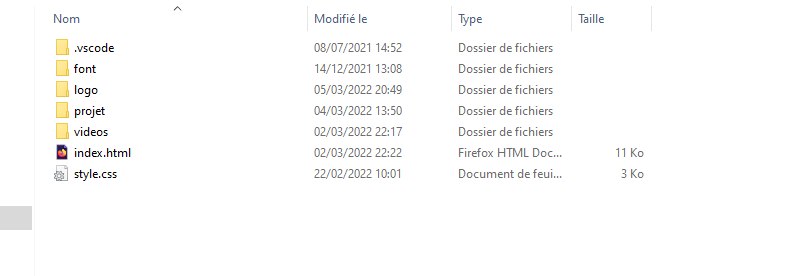 Nom Modifié le Type Taille
.vscode 08/07/2021 14:52 Dossier de fichiers
font 14/12/2021 13:08 Dossier de fichiers
logo 05/03/2022 20:49 Dossier de fichiers
projet 04/03/2022 13:50 Dossier de fichiers
videos 02/03/2022 22:17 Dossier de fichiers
index.html 02/03/2022 22:22 Firefox HTML Doc... 11 Ko
style.css 22/02/2022 10:01 Document de feui... 3 Ko